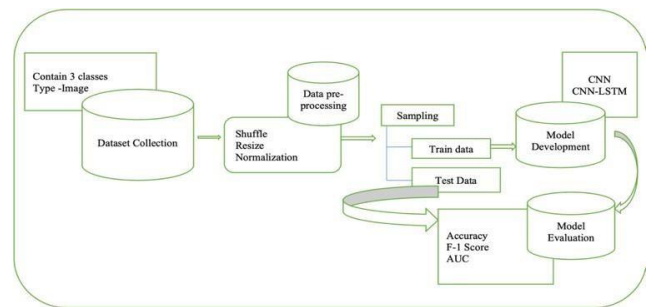 Contain 3 classes
Type -Image
Dataset Collection
Data pre-
processing
Shuffle
Resize
Normalization
Sampling
Train data
Test Data
CNN
CNN-LSTM
Model
Development
Accuracy
F-1 Score
AUC
Model
Evaluation